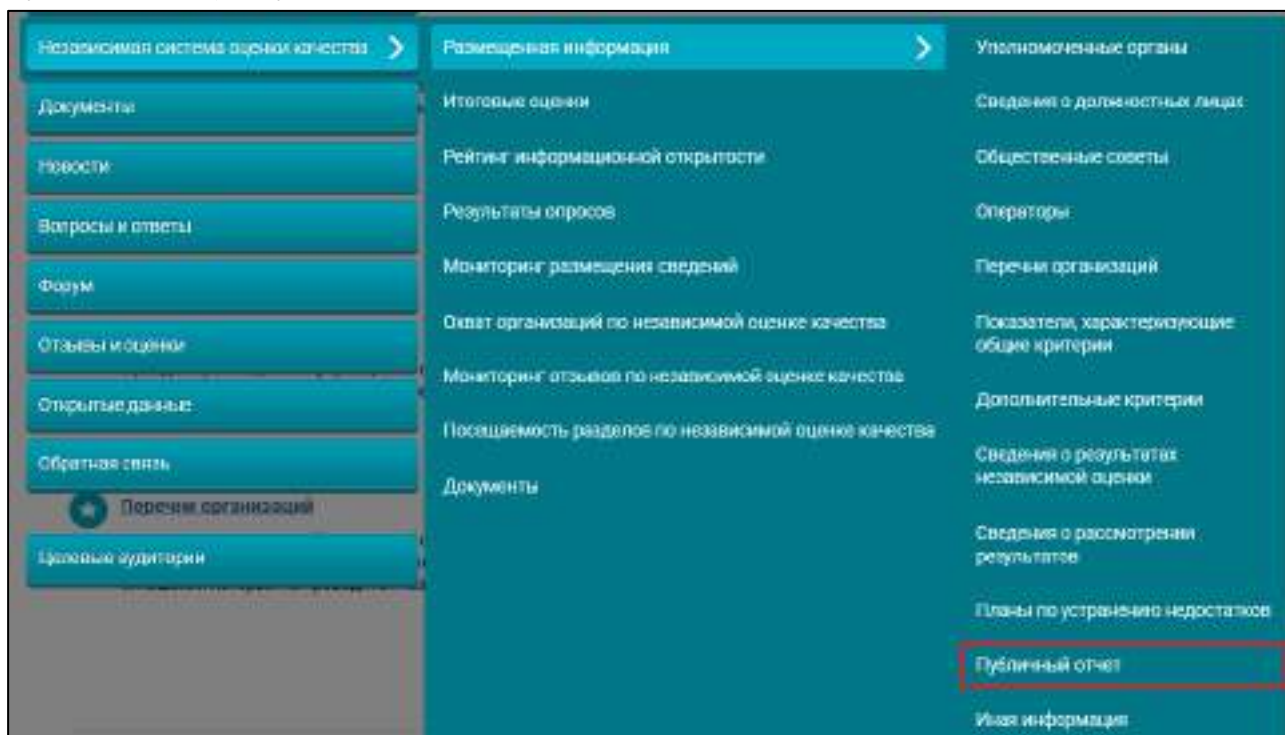 Независимая система оценки качества
Документы
Новости
Вопросы и ответы
Форум
Отзывы и оценки
Открытые данные
Обратная связь
Перечни организаций
Целевые аудитории
Размещенная информация
Итоговые оценки
Рейтинг информационной открытости
Результаты опросов
Мониторинг размещения сведений
Охват организаций по независимой оценке качества
Мониторинг отзывов по независимой оценке качества
Посещаемость разделов по независимой оценке качества
Документы
Уполномоченные органы
Сведения о должностных лицах
Общественные советы
Операторы
Перечни организаций
Показатели, характеризующие
общие критерии
Дополнительные критерии
Сведения о результатах
независимой оценки
Сведения о рассмотрении
результатов
Планы по устранению недостатков
Публичный отчет
Иная информация